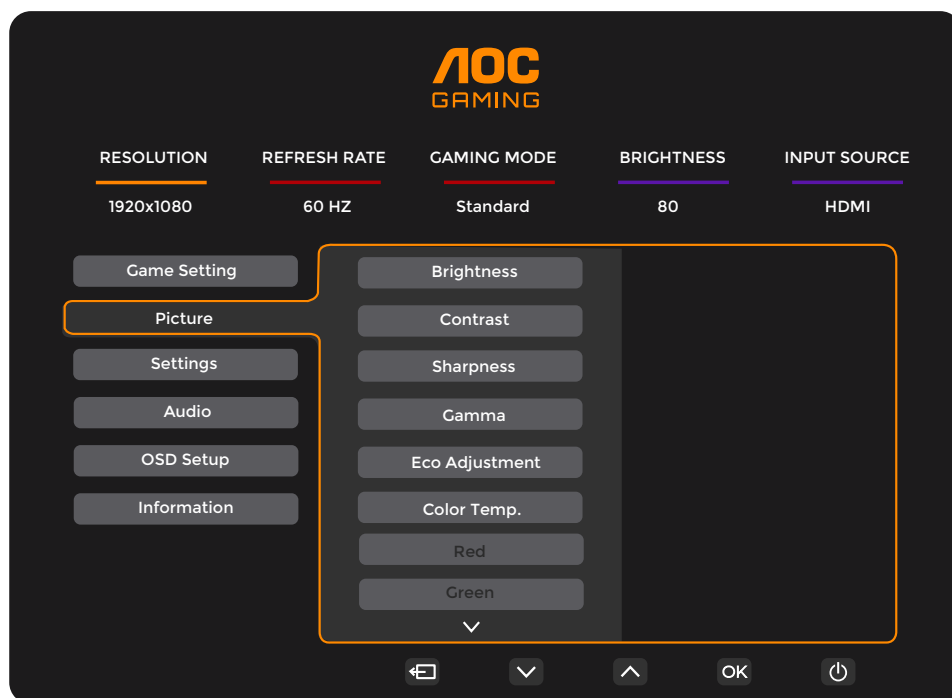 AOC
GAMING
RESOLUTION REFRESH RATE GAMING MODE BRIGHTNESS INPUT SOURCE
1920x1080 60 HZ Standard 80 HDMI
Game Setting
Picture
Settings
Audio
OSD Setup
Information
Brightness
Contrast
Sharpness
Gamma
Eco Adjustment
Color Temp.
Red
Green
OK